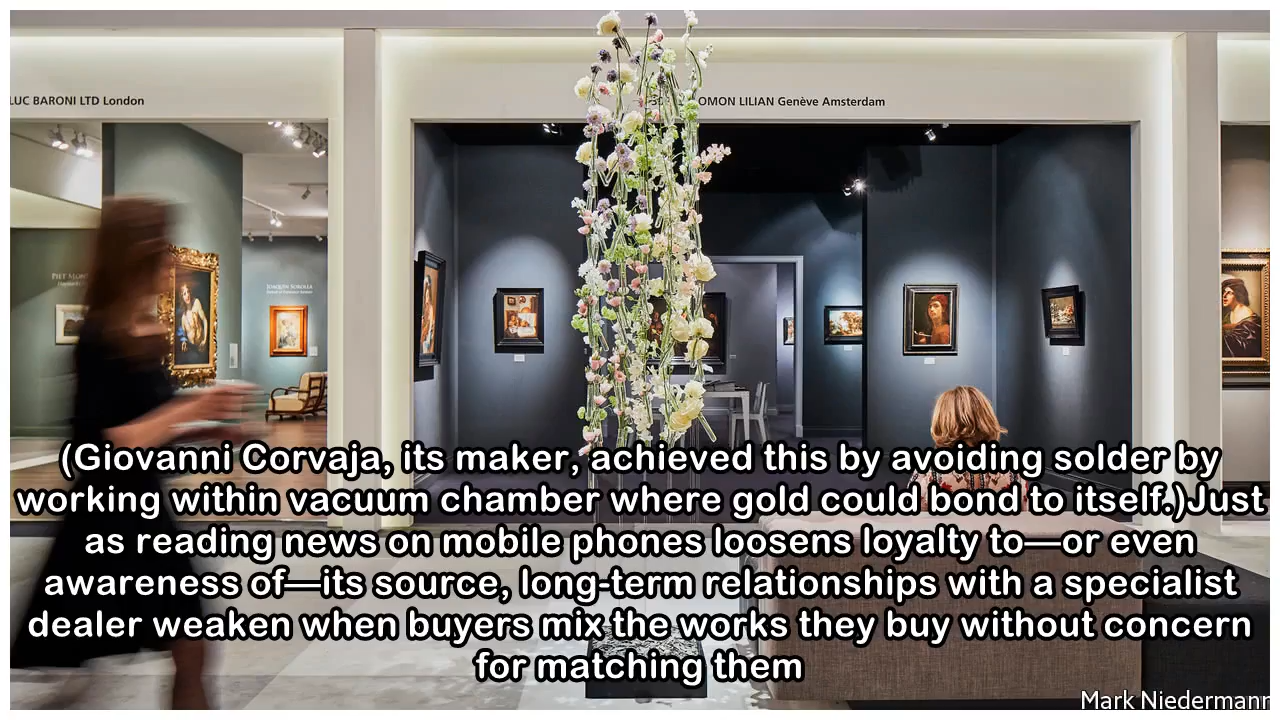 LUC BARONI LTD London
OMON LILIAN Genève Amsterdam
JOAQUÍN SOROLLA
(Giovanni Corvaja, its maker, achieved this by avoiding solder by
working within vacuum chamber where gold could bond to itself.)Just
as reading news on mobile phones loosens loyalty to—or even
awareness of—its source, long-term relationships with a specialist
dealer weaken when buyers mix the works they buy without concern
for matching them
Mark Niedermann